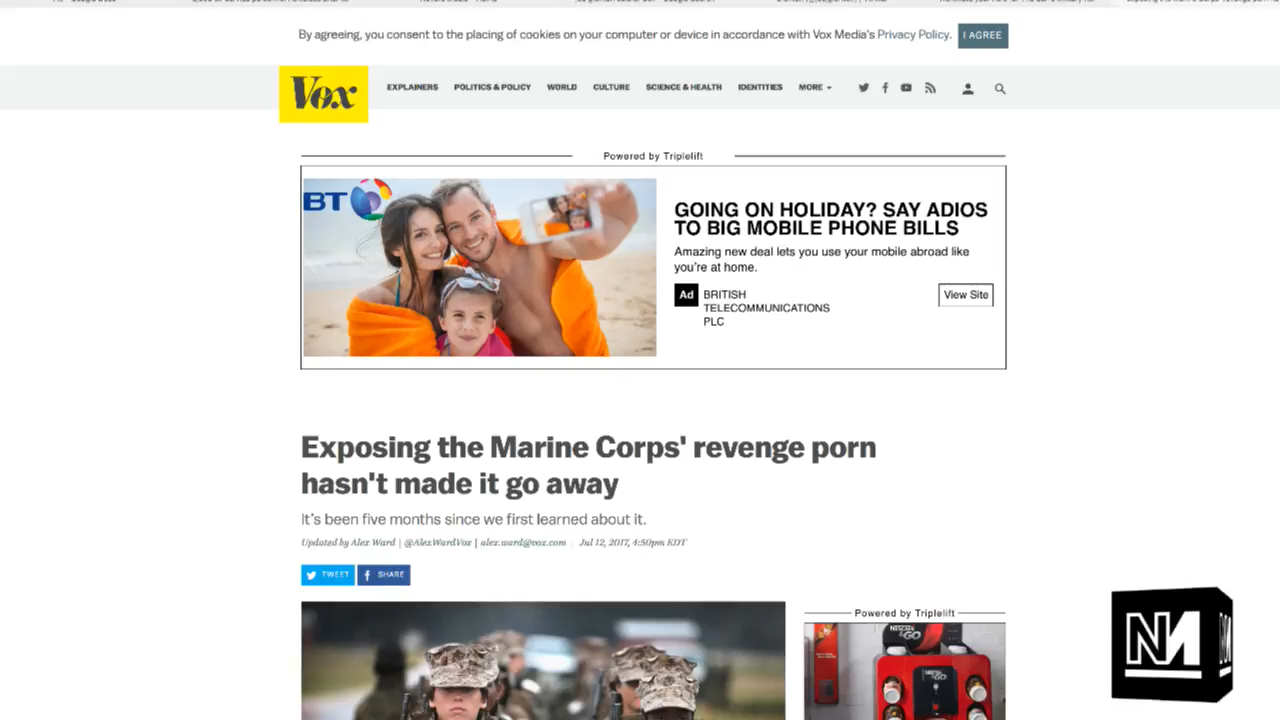 By agreeing, you consent to the placing of cookies on your computer or device in accordance with Vox Media's Privacy Policy.
I AGREE
Vox
EXPLAINERS POLITICS & POLICY WORLD CULTURE SCIENCE & HEALTH IDENTITIES MORE
Powered by Triplelift
BT
GOING ON HOLIDAY? SAY ADIOS
TO BIG MOBILE PHONE BILLS
Amazing new deal lets you use your mobile abroad like
you're at home.
Ad
BRITISH
TELECOMMUNICATIONS
PLC
View Site
Exposing the Marine Corps' revenge porn
hasn't made it go away
It's been five months since we first learned about it.
Updated by Alex Ward | @AlexWardVox | alex.ward@vox.com | Jul 12, 2017, 4:50pm EDT
TWEET
SHARE
Powered by Triplelift
NESCAFE
&GO
NM